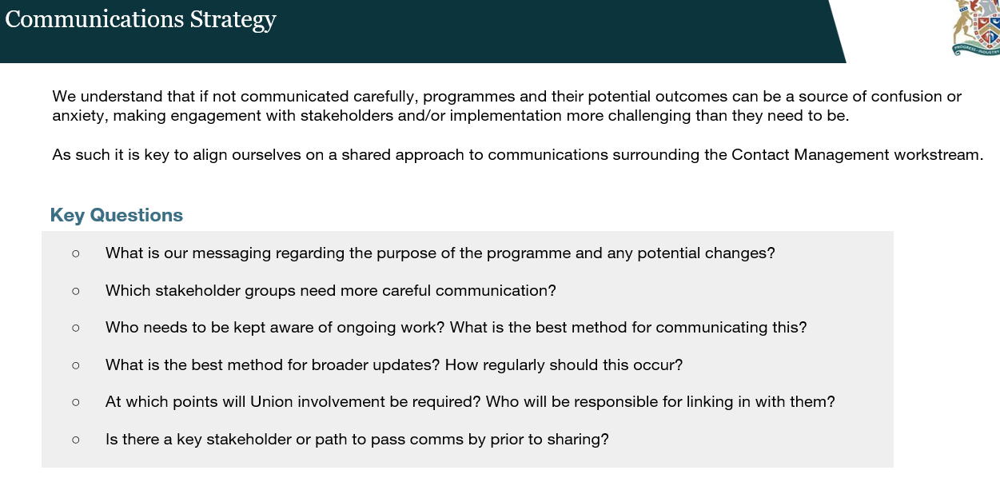 Communications Strategy
PROGRESS · INDUSTRY
We understand that if not communicated carefully, programmes and their potential outcomes can be a source of confusion or
anxiety, making engagement with stakeholders and/or implementation more challenging than they need to be.
As such it is key to align ourselves on a shared approach to communications surrounding the Contact Management workstream.
Key Questions
○ What is our messaging regarding the purpose of the programme and any potential changes?
○ Which stakeholder groups need more careful communication?
○ Who needs to be kept aware of ongoing work? What is the best method for communicating this?
○ What is the best method for broader updates? How regularly should this occur?
○ At which points will Union involvement be required? Who will be responsible for linking in with them?
○ Is there a key stakeholder or path to pass comms by prior to sharing?